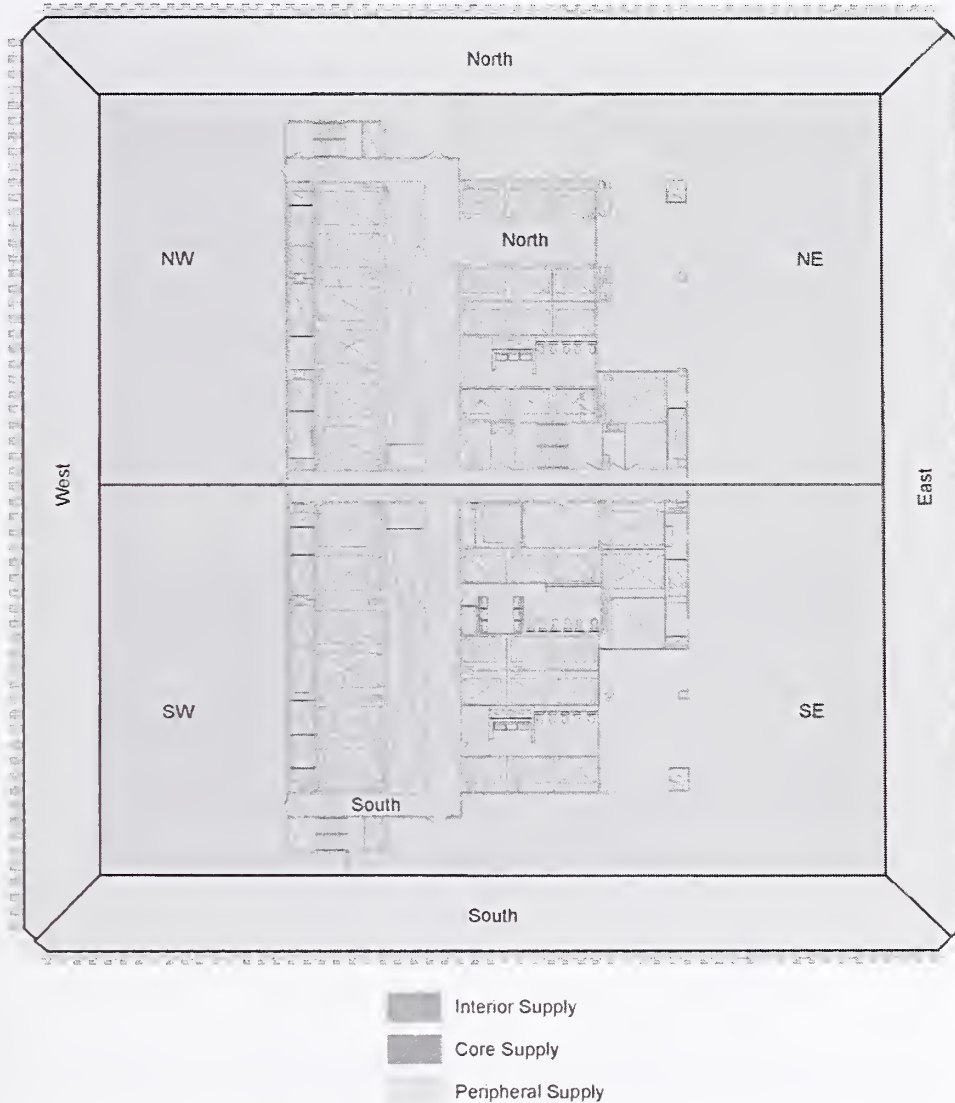 North
NW
North
NE
West
East
SW
South
SE
South
Interior Supply
Core Supply
Peripheral Supply